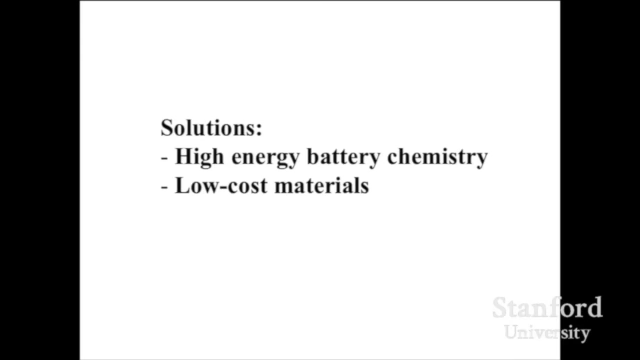 Solutions:
- High energy battery chemistry
- Low-cost materials
Stanford
University